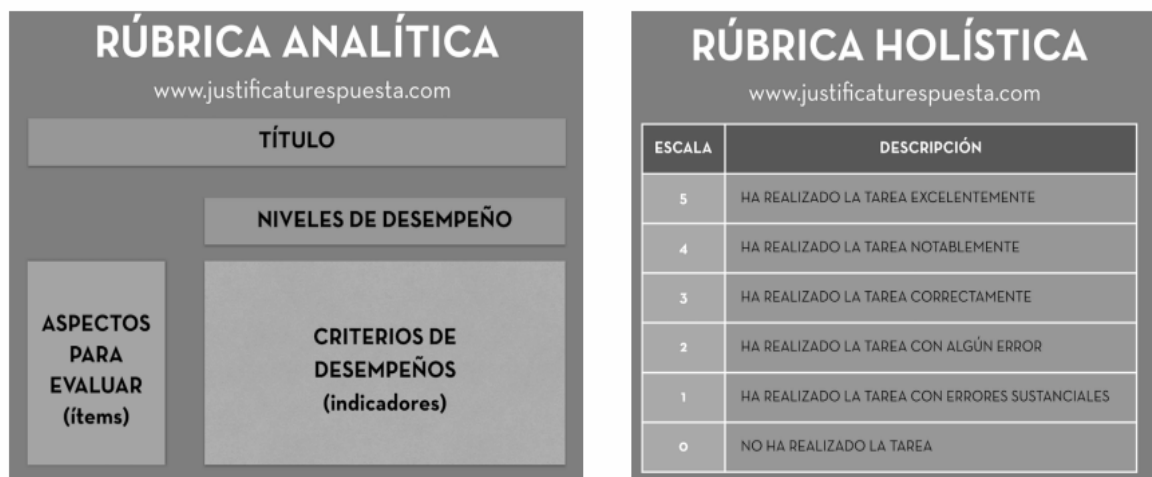 RÚBRICA ANALÍTICA
www.justificaturespuesta.com
TÍTULO
NIVELES DE DESEMPEÑO
ASPECTOS
PARA
EVALUAR
(ítems)
CRITERIOS DE
DESEMPEÑOS
(indicadores)
RÚBRICA HOLÍSTICA
www.justificaturespuesta.com
ESCALA DESCRIPCIÓN
5 HA REALIZADO LA TAREA EXCELENTEMENTE
4 HA REALIZADO LA TAREA NOTABLEMENTE
3 HA REALIZADO LA TAREA CORRECTAMENTE
2 HA REALIZADO LA TAREA CON ALGÚN ERROR
1 HA REALIZADO LA TAREA CON ERRORES SUSTANCIALES
0 NO HA REALIZADO LA TAREA